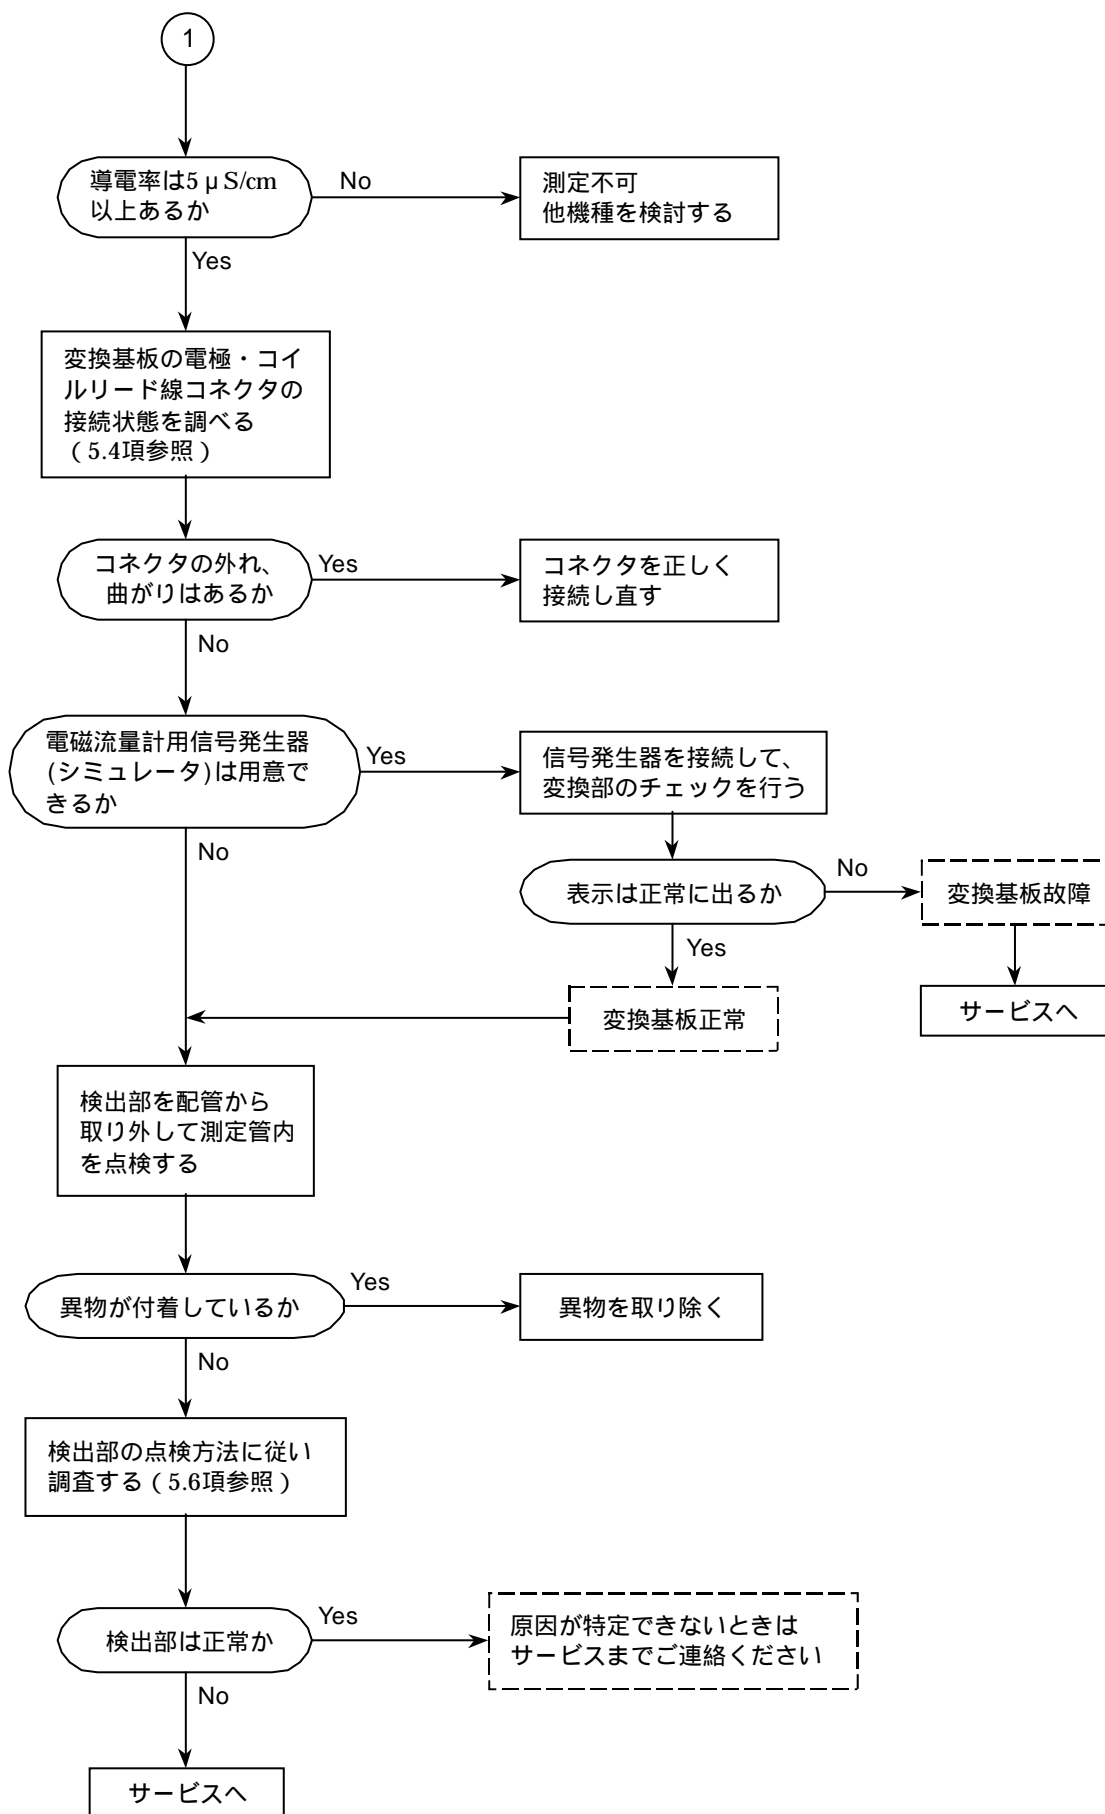 1
導電率は5μS/cm
以上あるか
No
測定不可
他機種を検討する
Yes
変換基板の電極・コイ
ルリード線コネクタの
接続状態を調べる
（5.4項参照）
コネクタの外れ、
曲がりはあるか
Yes
コネクタを正しく
接続し直す
No
電磁流量計用信号発生器
(シミュレータ)は用意で
きるか
Yes
信号発生器を接続して、
変換部のチェックを行う
No
表示は正常に出るか
No
変換基板故障
Yes
変換基板正常
サービスへ
検出部を配管から
取り外して測定管内
を点検する
異物が付着しているか
Yes
異物を取り除く
No
検出部の点検方法に従い
調査する（5.6項参照）
検出部は正常か
Yes
原因が特定できないときは
サービスまでご連絡ください
No
サービスへ